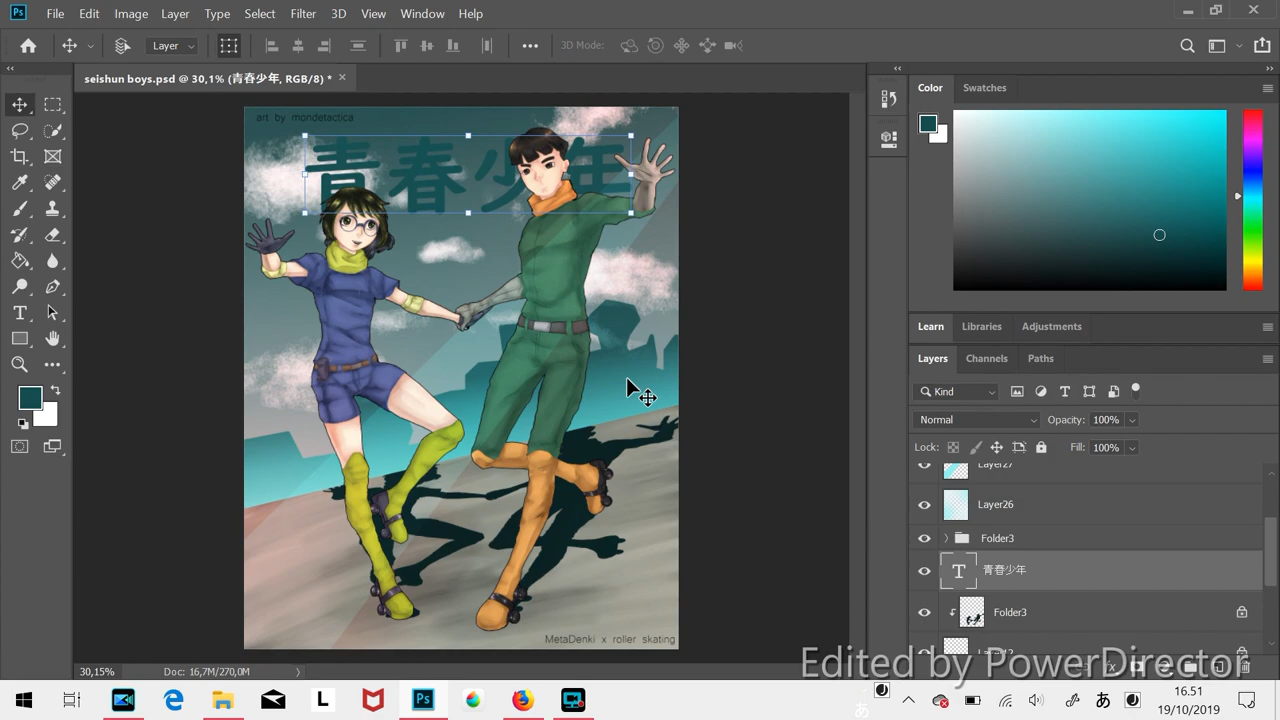 File Edit Image Layer Type Select Filter 3D View Window Help
Layer
3D Mode:
seishun boys.psd @ 30,1% (青春少年, RGB/8) *
Color Swatches
art by mondetactica
青春少年
MetaDenki x roller skating
Learn Libraries Adjustments
Layers Channels Paths
Kind
Normal Opacity: 100%
Lock: Fill: 100%
Layer27
Layer26
Folder3
青春少年
Folder3
30,15% Doc: 16,7M/270,0M
Edited by PowerDirector
16.51
19/10/2019